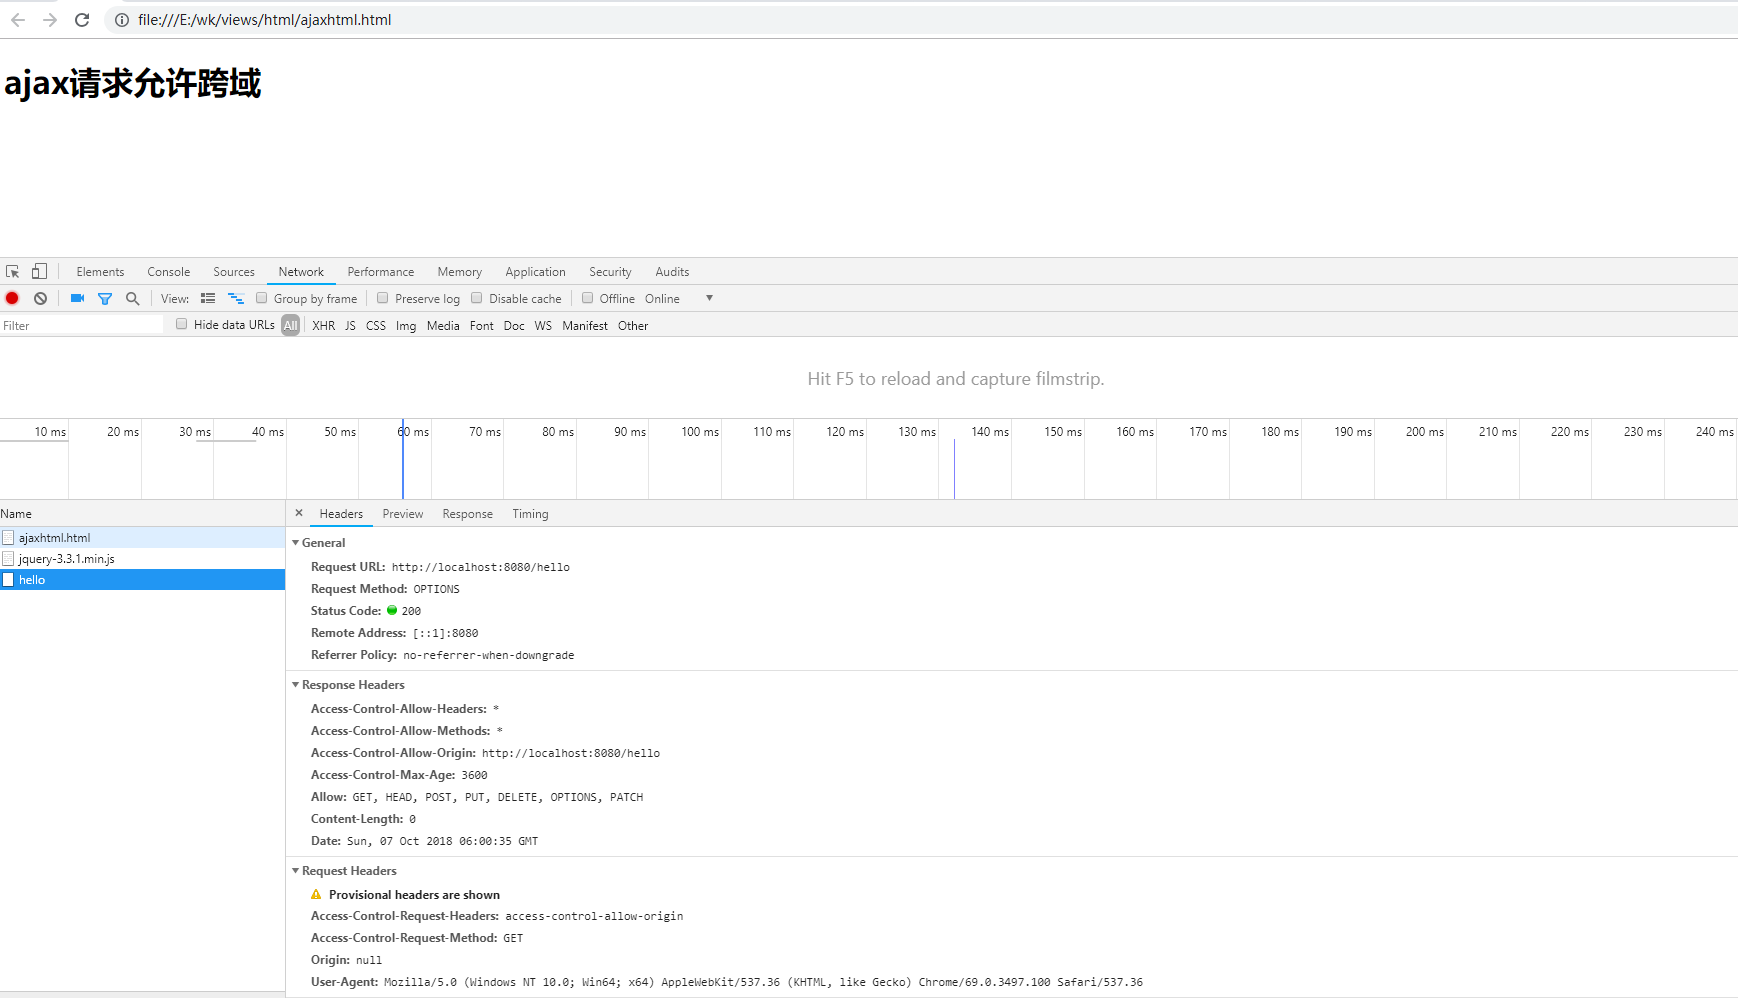 file:///E:/wk/views/html/ajaxhtml.html
ajax请求允许跨域
Elements Console Sources Network Performance Memory Application Security Audits
View: Group by frame Preserve log Disable cache Offline Online
Filter Hide data URLs All XHR JS CSS Img Media Font Doc WS Manifest Other
Hit F5 to reload and capture filmstrip.
10 ms 20 ms 30 ms 40 ms 50 ms 60 ms 70 ms 80 ms 90 ms 100 ms 110 ms 120 ms 130 ms 140 ms 150 ms 160 ms 170 ms 180 ms 190 ms 200 ms 210 ms 220 ms 230 ms 240 ms
Name
ajaxhtml.html
jquery-3.3.1.min.js
hello
× Headers Preview Response Timing
General
Request URL: http://localhost:8080/hello
Request Method: OPTIONS
Status Code: 200
Remote Address: [::1]:8080
Referrer Policy: no-referrer-when-downgrade
Response Headers
Access-Control-Allow-Headers: *
Access-Control-Allow-Methods: *
Access-Control-Allow-Origin: http://localhost:8080/hello
Access-Control-Max-Age: 3600
Allow: GET, HEAD, POST, PUT, DELETE, OPTIONS, PATCH
Content-Length: 0
Date: Sun, 07 Oct 2018 06:00:35 GMT
Request Headers
Provisional headers are shown
Access-Control-Request-Headers: access-control-allow-origin
Access-Control-Request-Method: GET
Origin: null
User-Agent: Mozilla/5.0 (Windows NT 10.0; Win64; x64) AppleWebKit/537.36 (KHTML, like Gecko) Chrome/69.0.3497.100 Safari/537.36